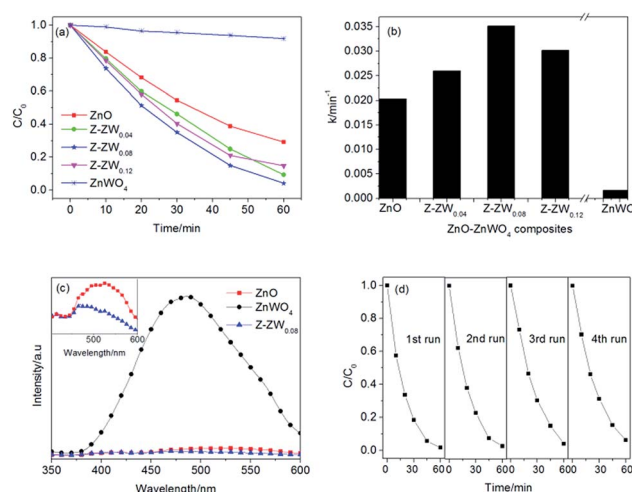 (a)
C/C0
1.0
0.8
0.6
0.4
0.2
0.0
ZnO
Z-ZW0.04
Z-ZW0.08
Z-ZW0.12
ZnWO4
0 10 20 30 40 50 60
Time/min
(b)
k/min-1
0.035
0.030
0.025
0.020
0.015
0.010
0.005
0.000
ZnO Z-ZW0.04 Z-ZW0.08 Z-ZW0.12 ZnWO
ZnO-ZnWO4 composites
(c)
Intensity/a.u
500 600
Wavelength/nm
ZnO
ZnWO4
Z-ZW0.08
350 400 450 500 550 600
Wavelength/nm
(d)
C/C0
1.0
0.8
0.6
0.4
0.2
0.0
1st run 2nd run 3rd run 4th run
0 30 60 30 60 30 60 30 60
Time/min